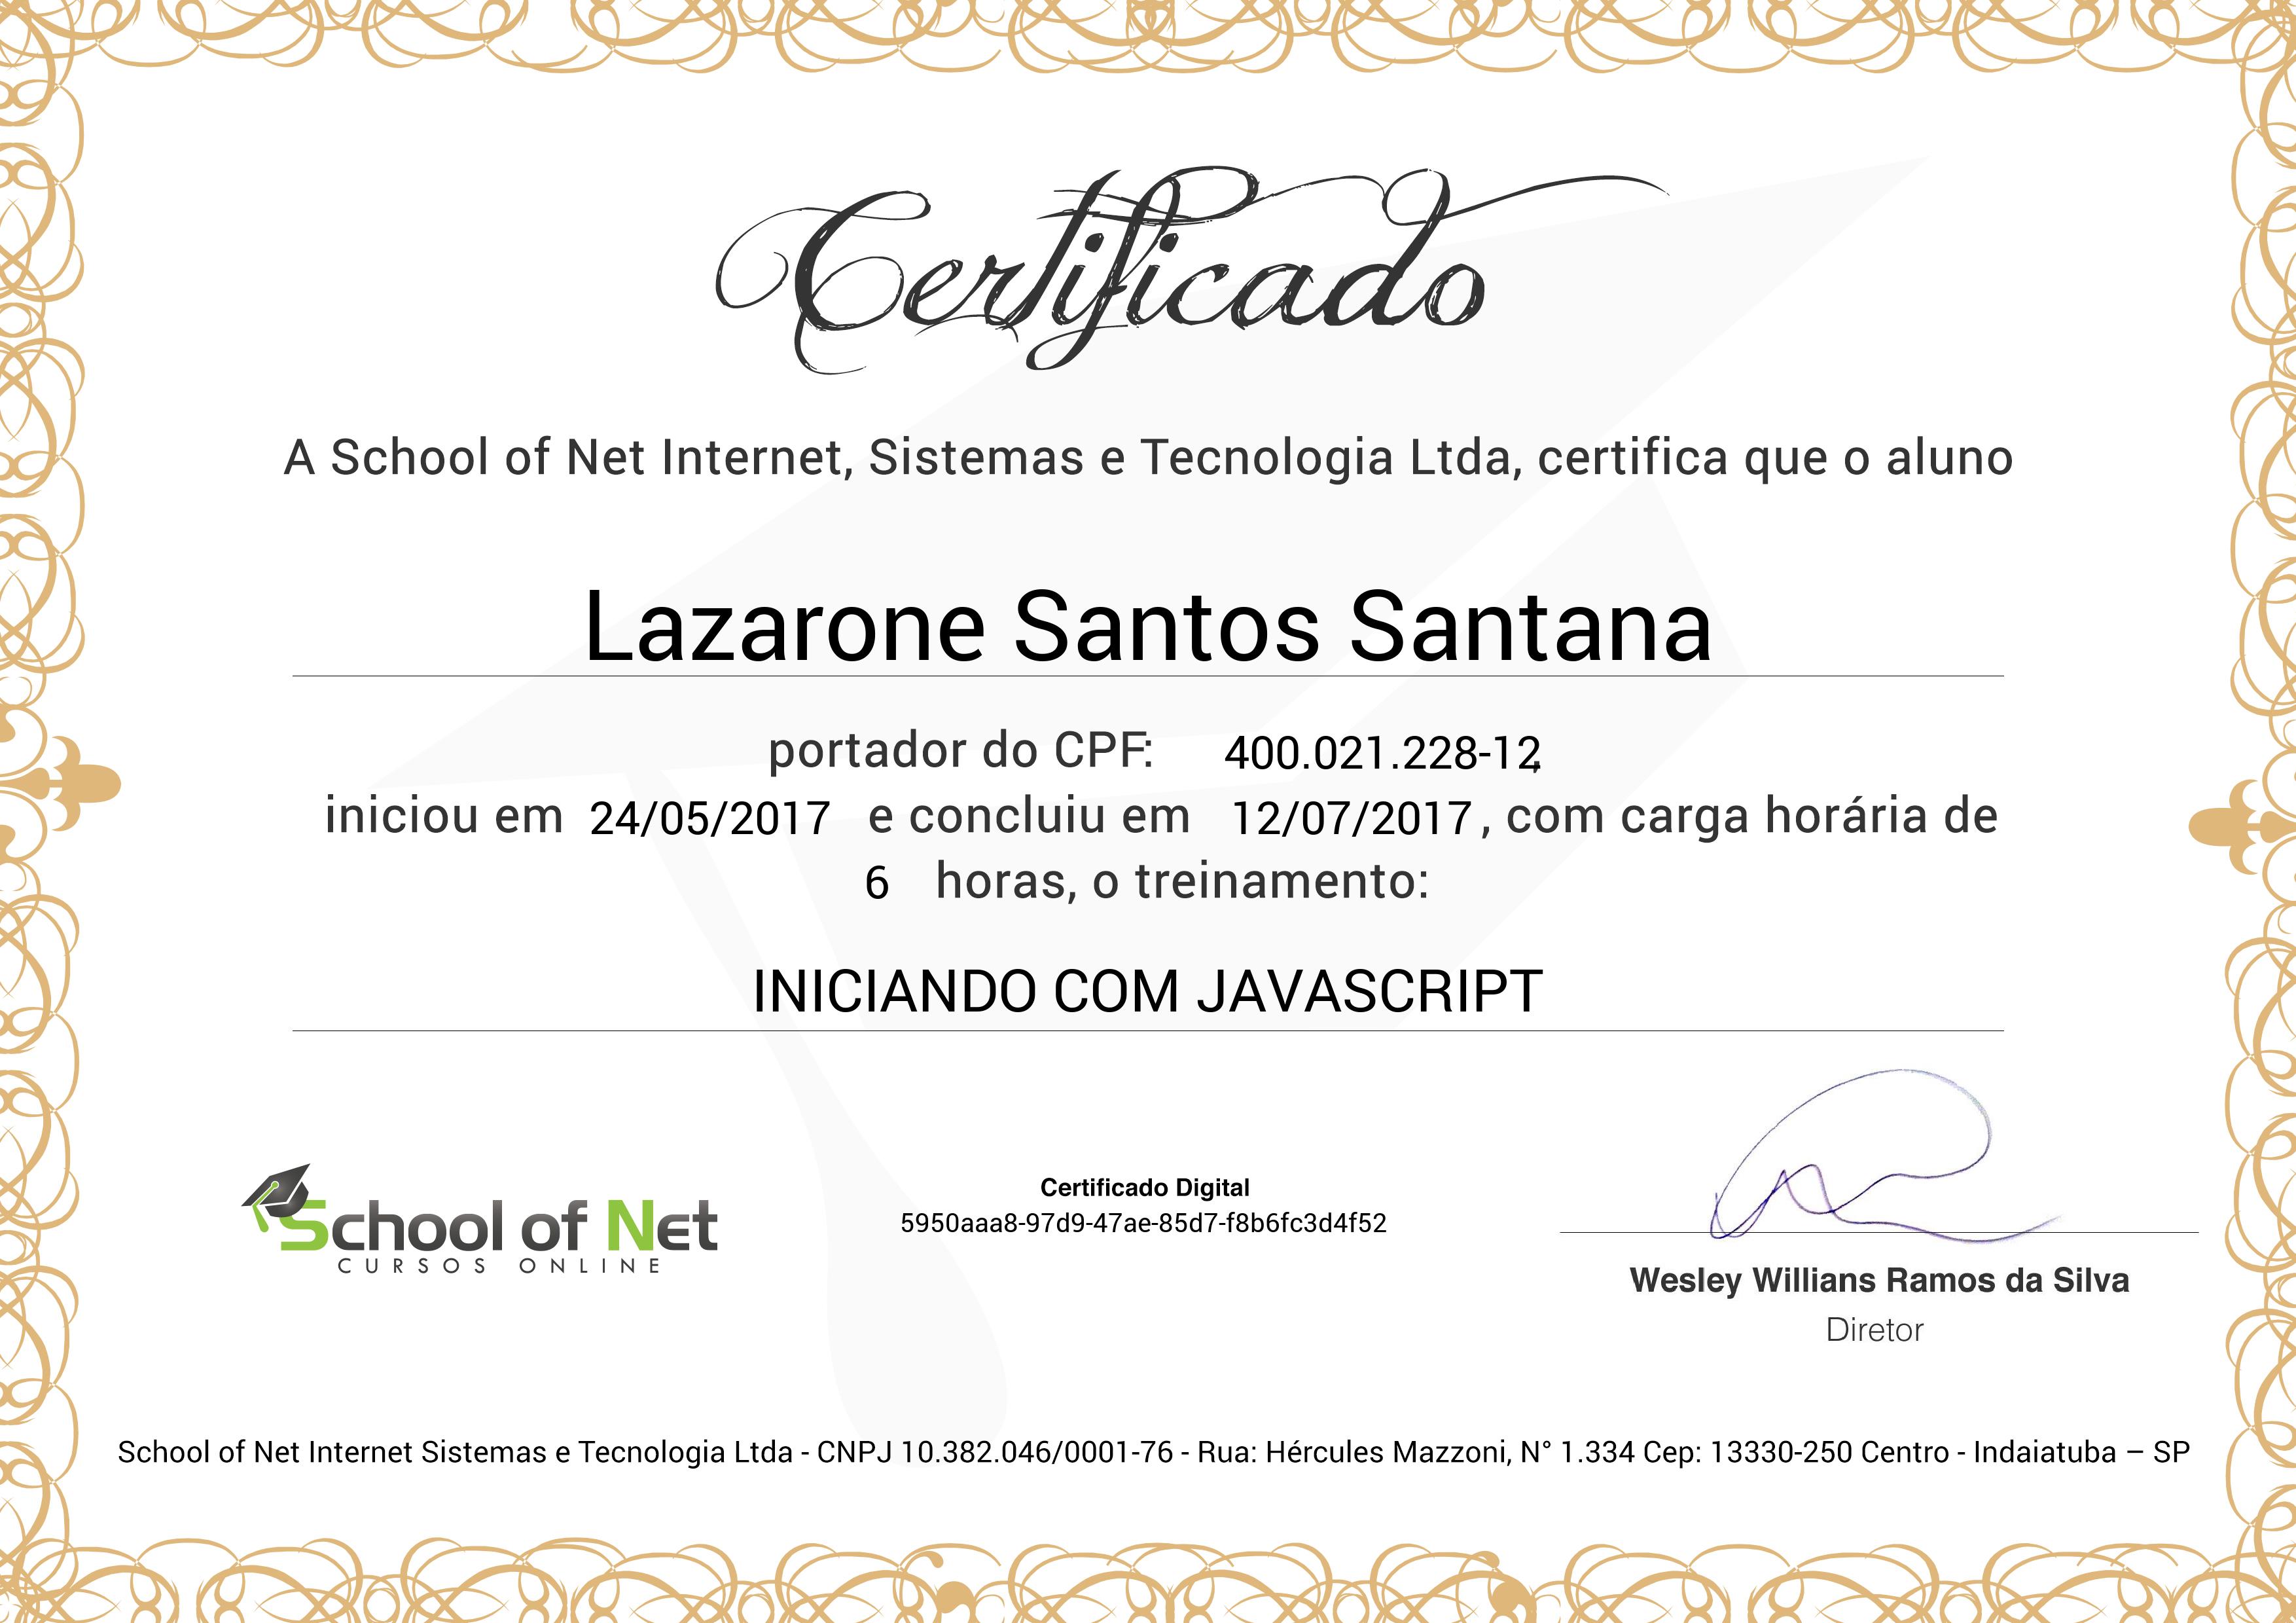 Certificado
A School of Net Internet, Sistemas e Tecnologia Ltda, certifica que o aluno
Lazarone Santos Santana
portador do CPF: 400.021.228-12,
iniciou em 24/05/2017 e concluiu em 12/07/2017, com carga horária de
6 horas, o treinamento:
INICIANDO COM JAVASCRIPT
School of Net
CURSOS ONLINE
Certificado Digital
5950aaa8-97d9-47ae-85d7-f8b6fc3d4f52
Wesley Willians Ramos da Silva
Diretor
School of Net Internet Sistemas e Tecnologia Ltda - CNPJ 10.382.046/0001-76 - Rua: Hércules Mazzoni, N° 1.334 Cep: 13330-250 Centro - Indaiatuba – SP